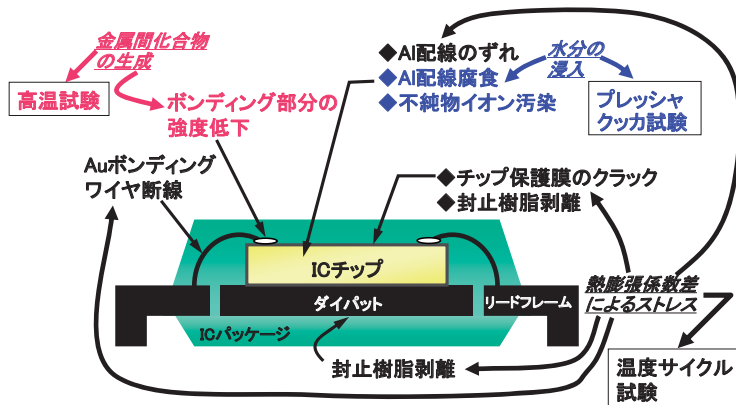 金属間化合物
の生成
高温試験
ボンディング部分の
強度低下
◆Al配線のずれ
◆Al配線腐食
◆不純物イオン汚染
水分の
浸入
プレッシャ
クッカ試験
Auボンディング
ワイヤ断線
◆チップ保護膜のクラック
◆封止樹脂剥離
ICチップ
ダイパット
リードフレーム
ICパッケージ
熱膨張係数差
によるストレス
封止樹脂剥離
温度サイクル
試験